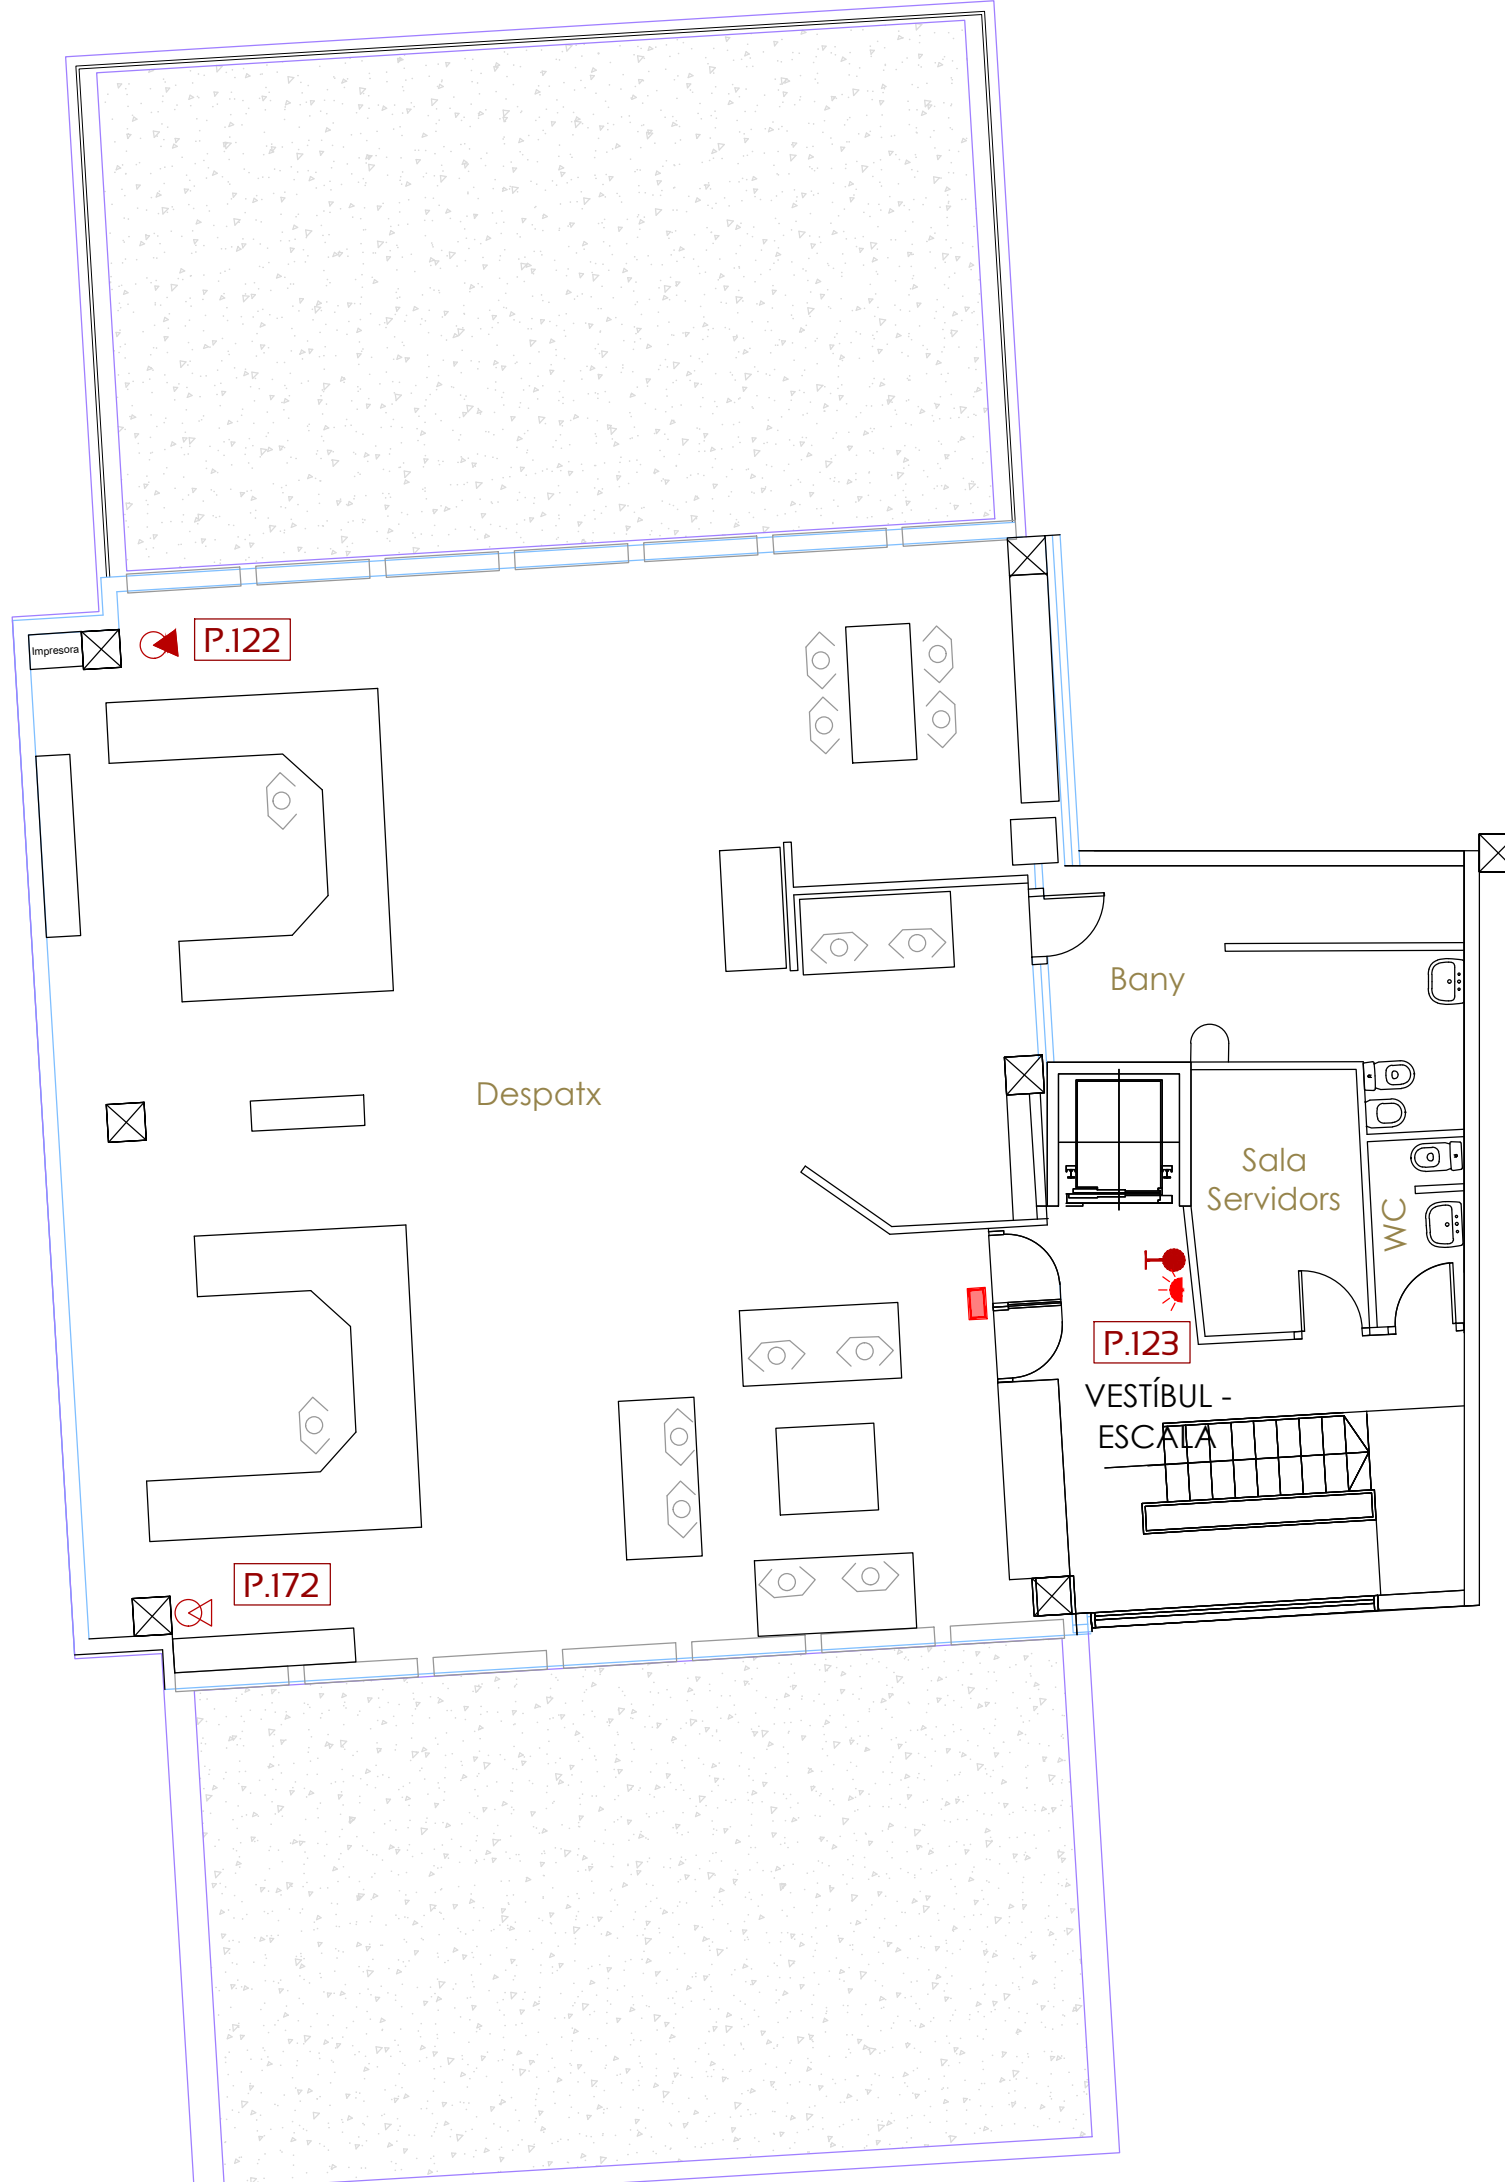 P.122
Impresora
Bany
Despatx
Sala
Servidors
WC
P.123
VESTÍBUL -
ESCALA
P.172